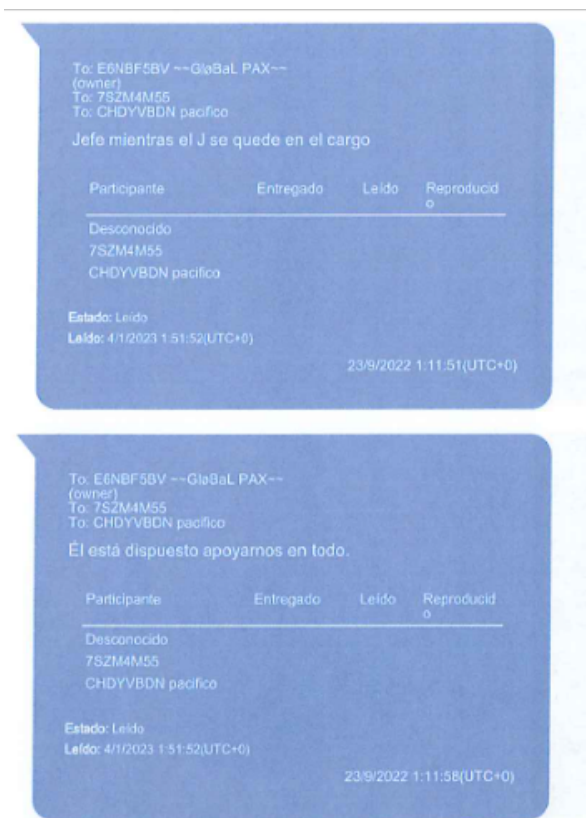 To: E6NBF5BV ~~GløBaL PAX~~
(owner)
To: 7SZM4M55
To: CHDYVBDN pacifico
Jefe mientras el J se quede en el cargo
Participante Entregado Leído Reproducid
o
Desconocido
7SZM4M55
CHDYVBDN pacifico
Estado: Leído
Leído: 4/1/2023 1:51:52(UTC+0)
23/9/2022 1:11:51(UTC+0)
To: E6NBF5BV ~~GløBaL PAX~~
(owner)
To: 7SZM4M55
To: CHDYVBDN pacifico
Él está dispuesto apoyarnos en todo.
Participante Entregado Leído Reproducid
o
Desconocido
7SZM4M55
CHDYVBDN pacifico
Estado: Leído
Leído: 4/1/2023 1:51:52(UTC+0)
23/9/2022 1:11:58(UTC+0)